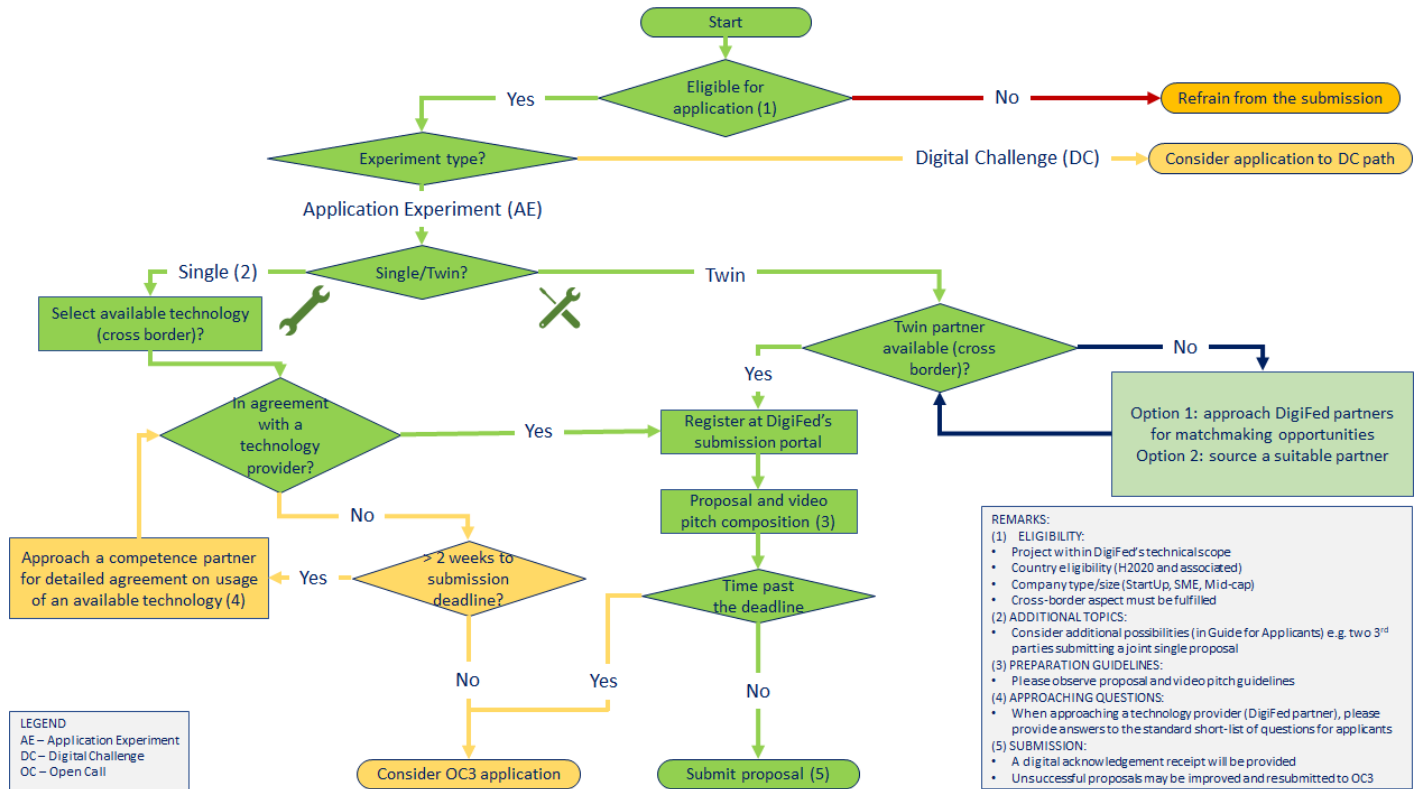 Start
Eligible for
application (1)
Yes
No
Refrain from the submission
Experiment type?
Digital Challenge (DC)
Consider application to DC path
Application Experiment (AE)
Single (2)
Single/Twin?
Twin
Select available technology
(cross border)?
Twin partner
available (cross
border)?
No
Yes
In agreement
with a
technology
provider?
Yes
Register at DigiFed's
submission portal
Option 1: approach DigiFed partners
for matchmaking opportunities
Option 2: source a suitable partner
No
Proposal and video
pitch composition (3)
Approach a competence partner
for detailed agreement on usage
of an available technology (4)
Yes
> 2 weeks to
submission
deadline?
Time past
the deadline
No
Yes
No
Consider OC3 application
Submit proposal (5)
LEGEND
AE – Application Experiment
DC – Digital Challenge
OC – Open Call
REMARKS:
(1) ELIGIBILITY:
• Project within DigiFed's technical scope
• Country eligibility (H2020 and associated)
• Company type/size (StartUp, SME, Mid-cap)
• Cross-border aspect must be fulfilled
(2) ADDITIONAL TOPICS:
• Consider additional possibilities (in Guide for Applicants) e.g. two 3rd
parties submitting a joint single proposal
(3) PREPARATION GUIDELINES:
• Please observe proposal and video pitch guidelines
(4) APPROACHING QUESTIONS:
• When approaching a technology provider (DigiFed partner), please
provide answers to the standard short-list of questions for applicants
(5) SUBMISSION:
• A digital acknowledgement receipt will be provided
• Unsuccessful proposals may be improved and resubmitted to OC3